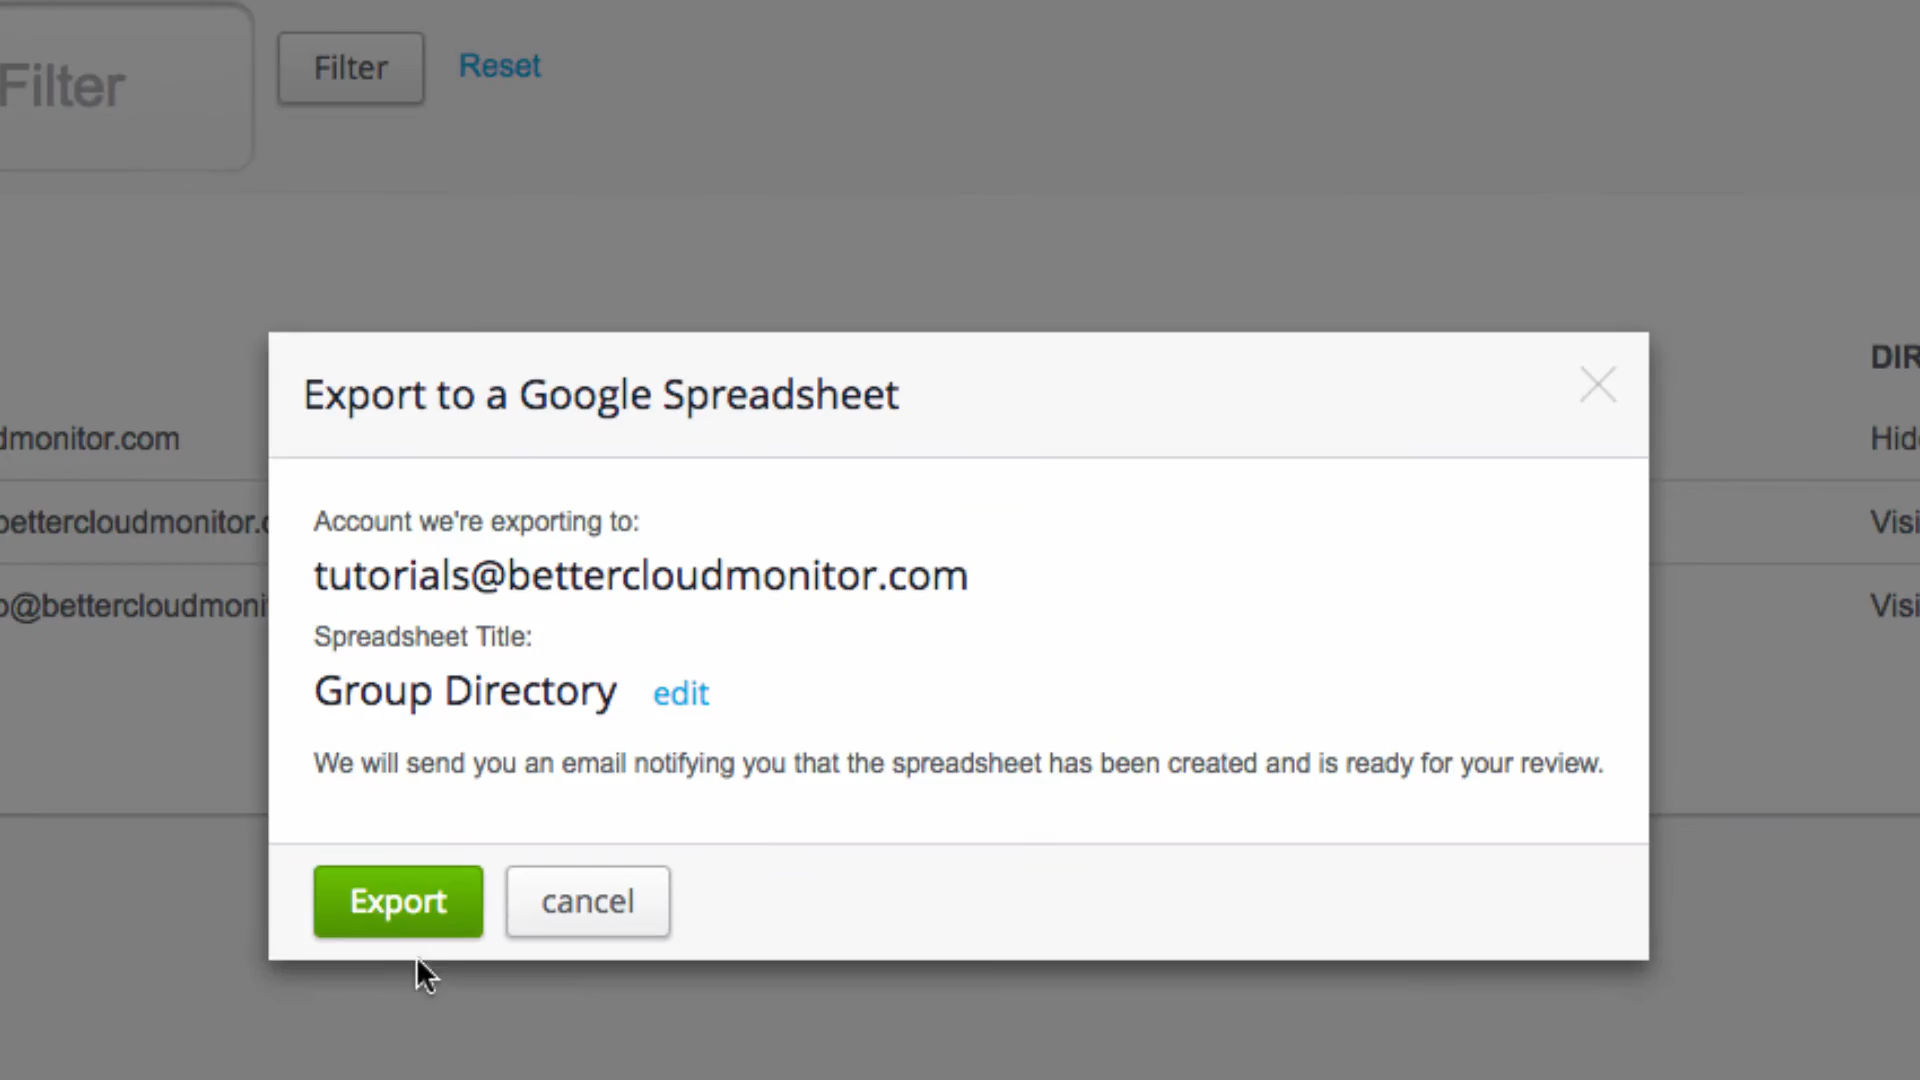 Filter
Filter
Reset
DIR
Export to a Google Spreadsheet
dmonitor.com
Hid
Account we're exporting to:
bettercloudmonitor.c
Visi
tutorials@bettercloudmonitor.com
o@bettercloudmonit
Visi
Spreadsheet Title:
Group Directory edit
We will send you an email notifying you that the spreadsheet has been created and is ready for your review.
Export
cancel